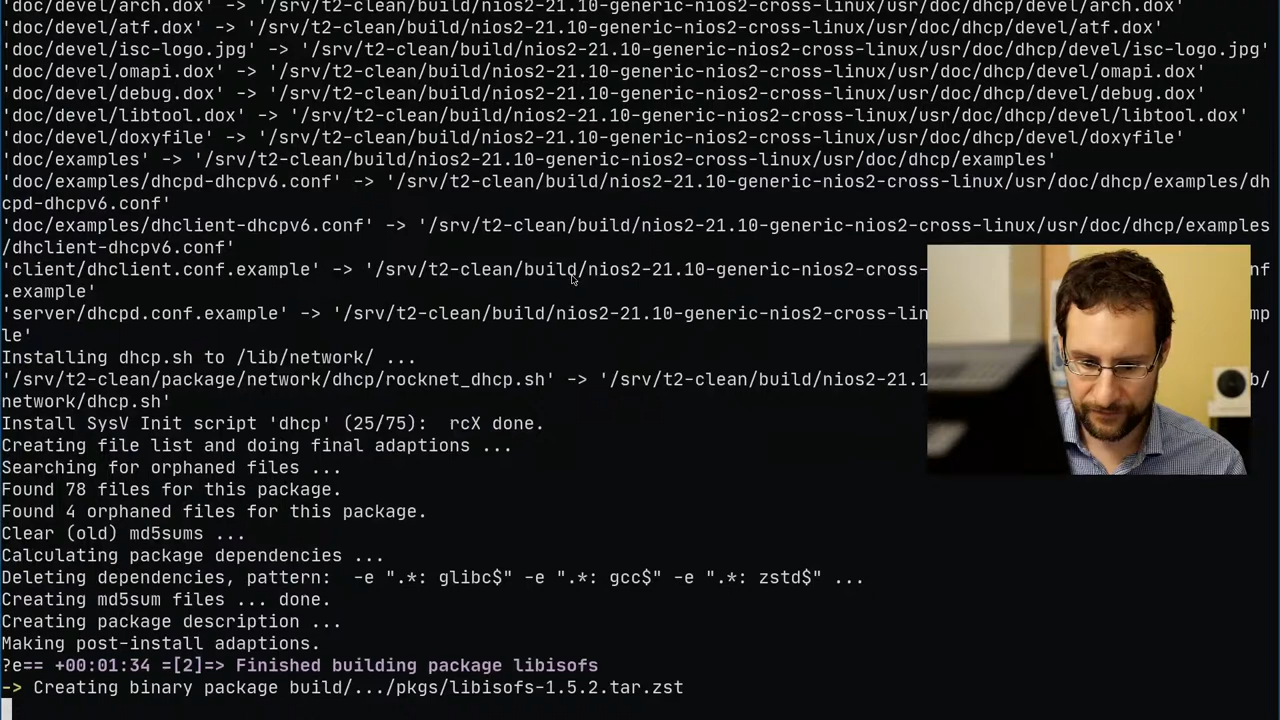 'doc/devel/arch.dox' -> '/srv/t2-clean/build/nios2-21.10-generic-nios2-cross-linux/usr/doc/dhcp/devel/arch.dox'
'doc/devel/atf.dox' -> '/srv/t2-clean/build/nios2-21.10-generic-nios2-cross-linux/usr/doc/dhcp/devel/atf.dox'
'doc/devel/isc-logo.jpg' -> '/srv/t2-clean/build/nios2-21.10-generic-nios2-cross-linux/usr/doc/dhcp/devel/isc-logo.jpg'
'doc/devel/omapi.dox' -> '/srv/t2-clean/build/nios2-21.10-generic-nios2-cross-linux/usr/doc/dhcp/devel/omapi.dox'
'doc/devel/debug.dox' -> '/srv/t2-clean/build/nios2-21.10-generic-nios2-cross-linux/usr/doc/dhcp/devel/debug.dox'
'doc/devel/libtool.dox' -> '/srv/t2-clean/build/nios2-21.10-generic-nios2-cross-linux/usr/doc/dhcp/devel/libtool.dox'
'doc/devel/doxyfile' -> '/srv/t2-clean/build/nios2-21.10-generic-nios2-cross-linux/usr/doc/dhcp/devel/doxyfile'
'doc/examples' -> '/srv/t2-clean/build/nios2-21.10-generic-nios2-cross-linux/usr/doc/dhcp/examples'
'doc/examples/dhcpd-dhcpv6.conf' -> '/srv/t2-clean/build/nios2-21.10-generic-nios2-cross-linux/usr/doc/dhcp/examples/dh
cpd-dhcpv6.conf'
'doc/examples/dhclient-dhcpv6.conf' -> '/srv/t2-clean/build/nios2-21.10-generic-nios2-cross-linux/usr/doc/dhcp/examples
/dhclient-dhcpv6.conf'
'client/dhclient.conf.example' -> '/srv/t2-clean/build/nios2-21.10-generic-nios2-cross- nf
.example'
'server/dhcpd.conf.example' -> '/srv/t2-clean/build/nios2-21.10-generic-nios2-cross-lin mp
le'
Installing dhcp.sh to /lib/network/ ...
'/srv/t2-clean/package/network/dhcp/rocknet_dhcp.sh' -> '/srv/t2-clean/build/nios2-21.1 b/
network/dhcp.sh'
Install SysV Init script 'dhcp' (25/75):  rcX done.
Creating file list and doing final adaptions ...
Searching for orphaned files ...
Found 78 files for this package.
Found 4 orphaned files for this package.
Clear (old) md5sums ...
Calculating package dependencies ...
Deleting dependencies, pattern:  -e ".*: glibc$" -e ".*: gcc$" -e ".*: zstd$" ...
Creating md5sum files ... done.
Creating package description ...
Making post-install adaptions.
?e== +00:01:34 =[2]=> Finished building package libisofs
-> Creating binary package build/.../pkgs/libisofs-1.5.2.tar.zst